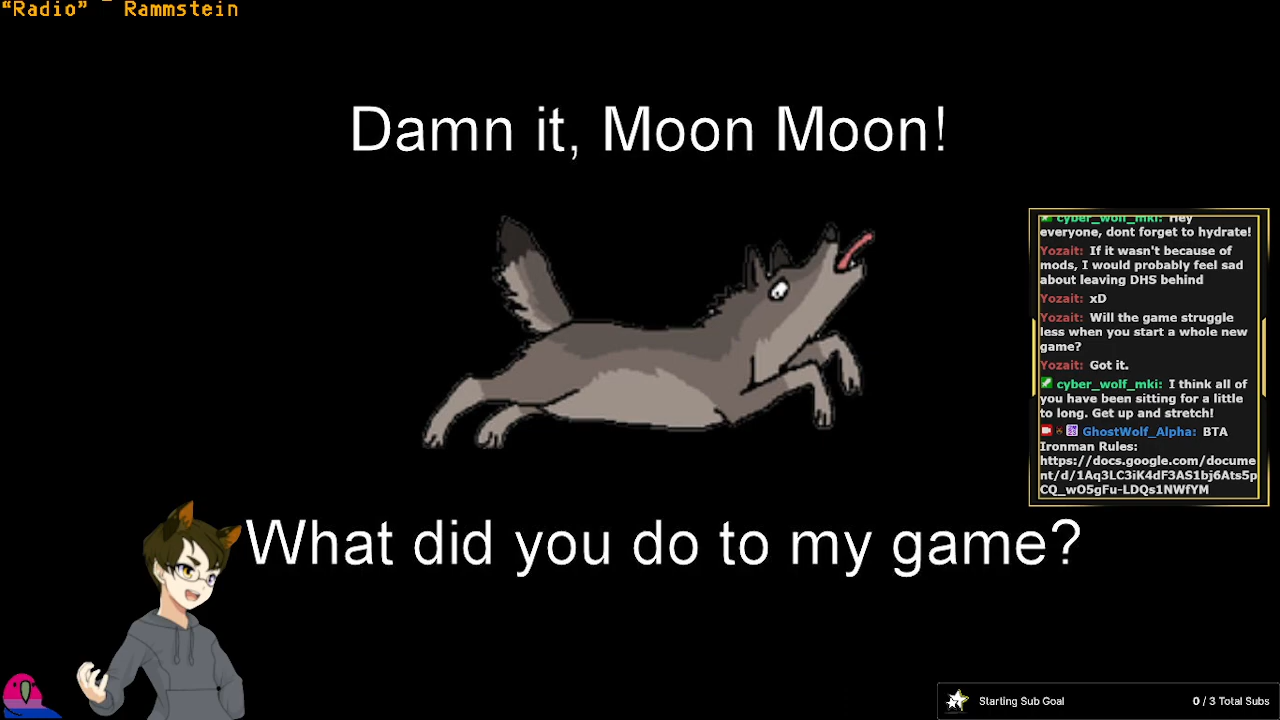 “Radio” ~ Rammstein
Damn it, Moon Moon!
What did you do to my game?
cyber_wolf_mki: Hey
everyone, dont forget to hydrate!
Yozait: If it wasn't because of
mods, I would probably feel sad
about leaving DHS behind
Yozait: xD
Yozait: Will the game struggle
less when you start a whole new
game?
Yozait: Got it.
cyber_wolf_mki: I think all of
you have been sitting for a little
to long. Get up and stretch!
GhostWolf_Alpha: BTA
Ironman Rules:
https://docs.google.com/docume
nt/d/1Aq3LC3iK4dF3AS1bj6Ats5p
CQ_wO5gFu-LDQs1NWfYM
Starting Sub Goal
0 / 3 Total Subs